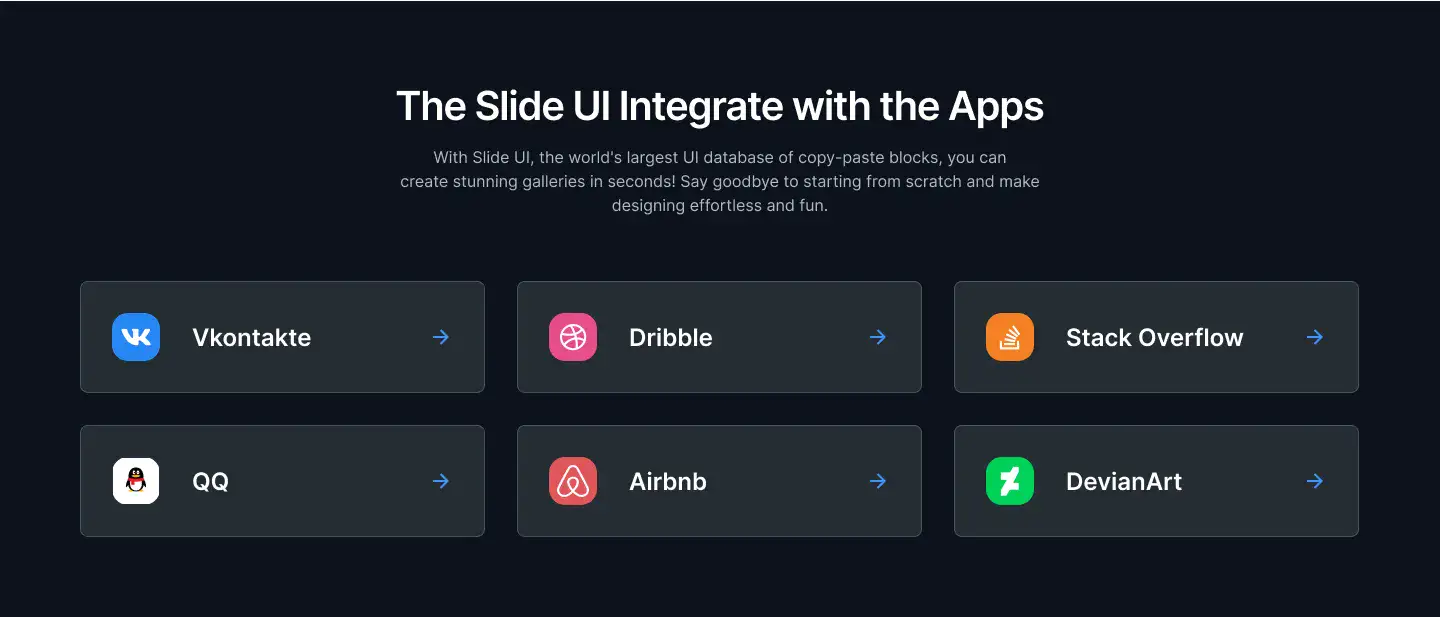 The Slide UI Integrate with the Apps
With Slide UI, the world's largest UI database of copy-paste blocks, you can
create stunning galleries in seconds! Say goodbye to starting from scratch and make
designing effortless and fun.
Vkontakte
Dribble
Stack Overflow
QQ
Airbnb
DevianArt